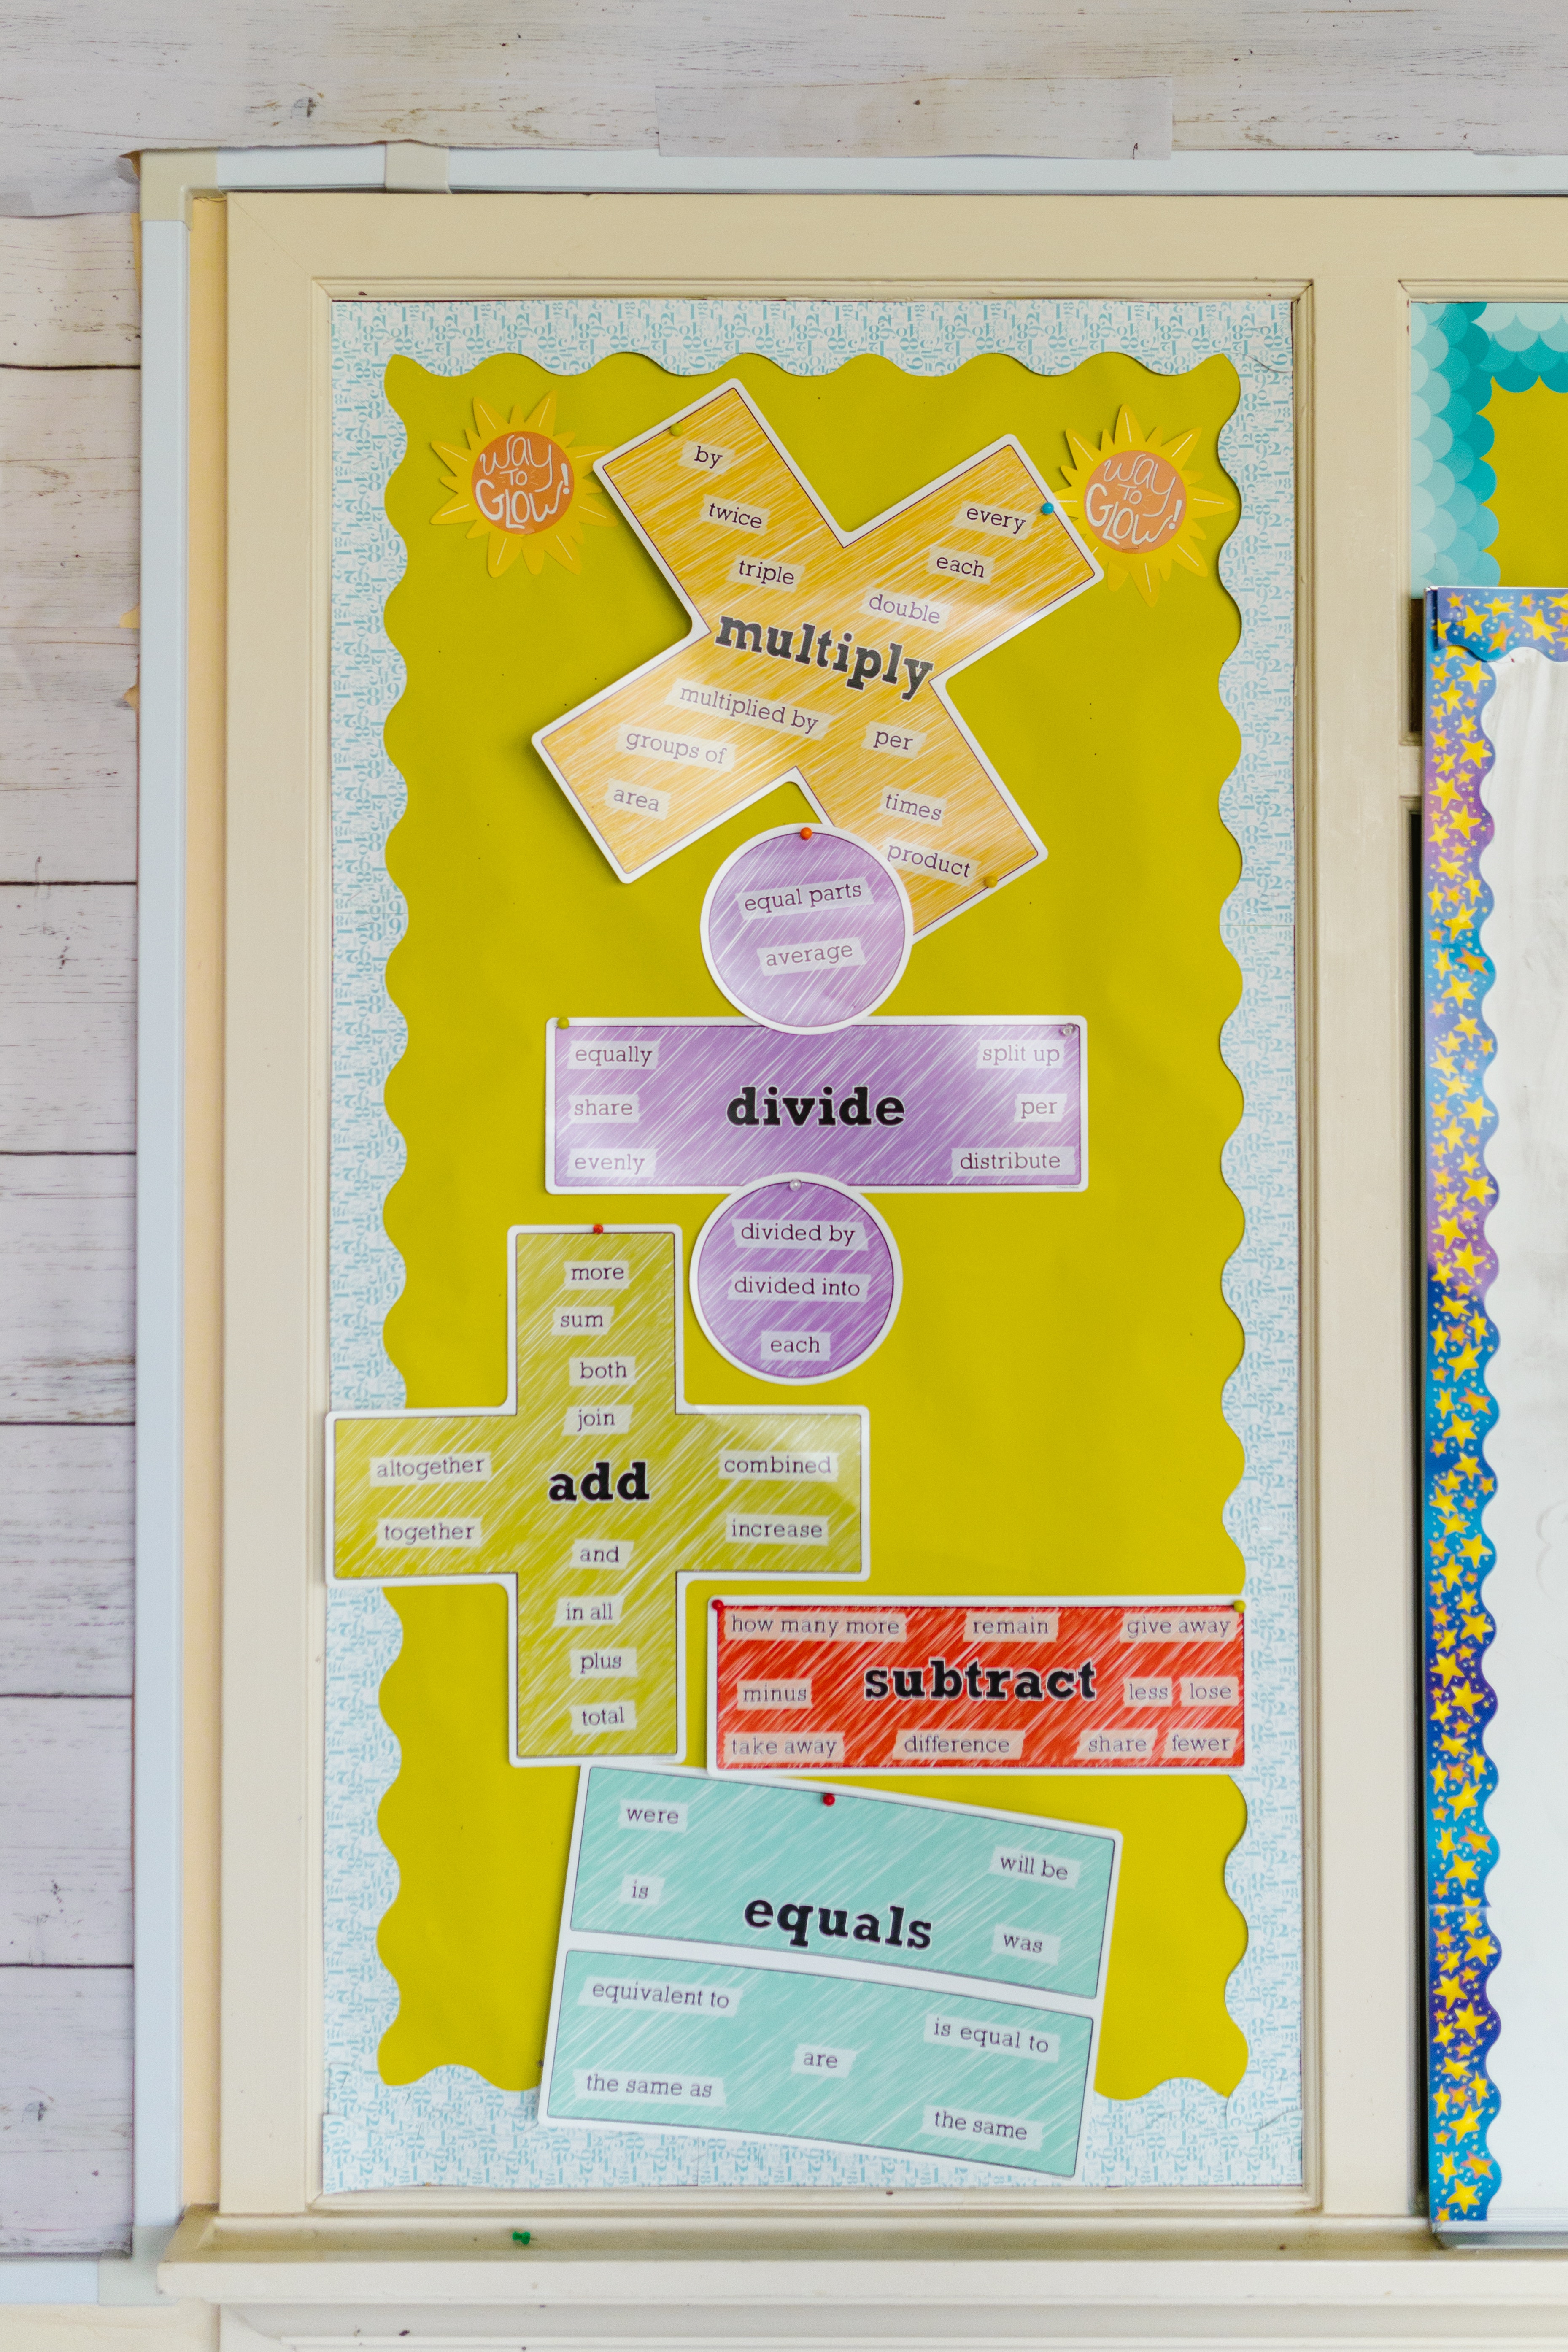 way
to
Glow!
way
to
Glow!
by
twice
triple
every
each
double
multiply
multiplied by
groups of
area
per
times
product
equal parts
average
equally
share
evenly
divide
split up
per
distribute
divided by
divided into
each
more
sum
both
join
altogether
together
add
combined
increase
and
in all
plus
total
how many more remain give away
minus subtract less lose
take away difference share fewer
were
is
will be
equals
was
equivalent to
is equal to
are
the same as
the same